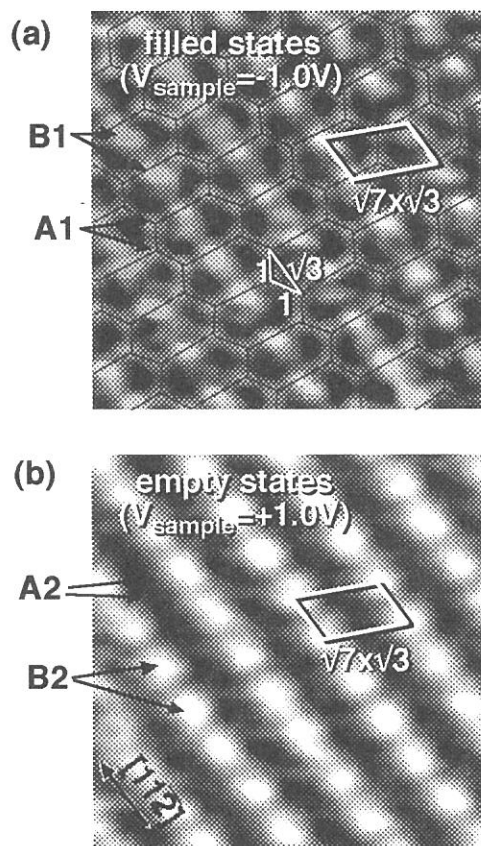 (a)
filled states
(Vsample=-1.0V)
B1
A1
√7x√3
1 √3
1
(b)
empty states
(Vsample=+1.0V)
A2
B2
√7x√3
[112]